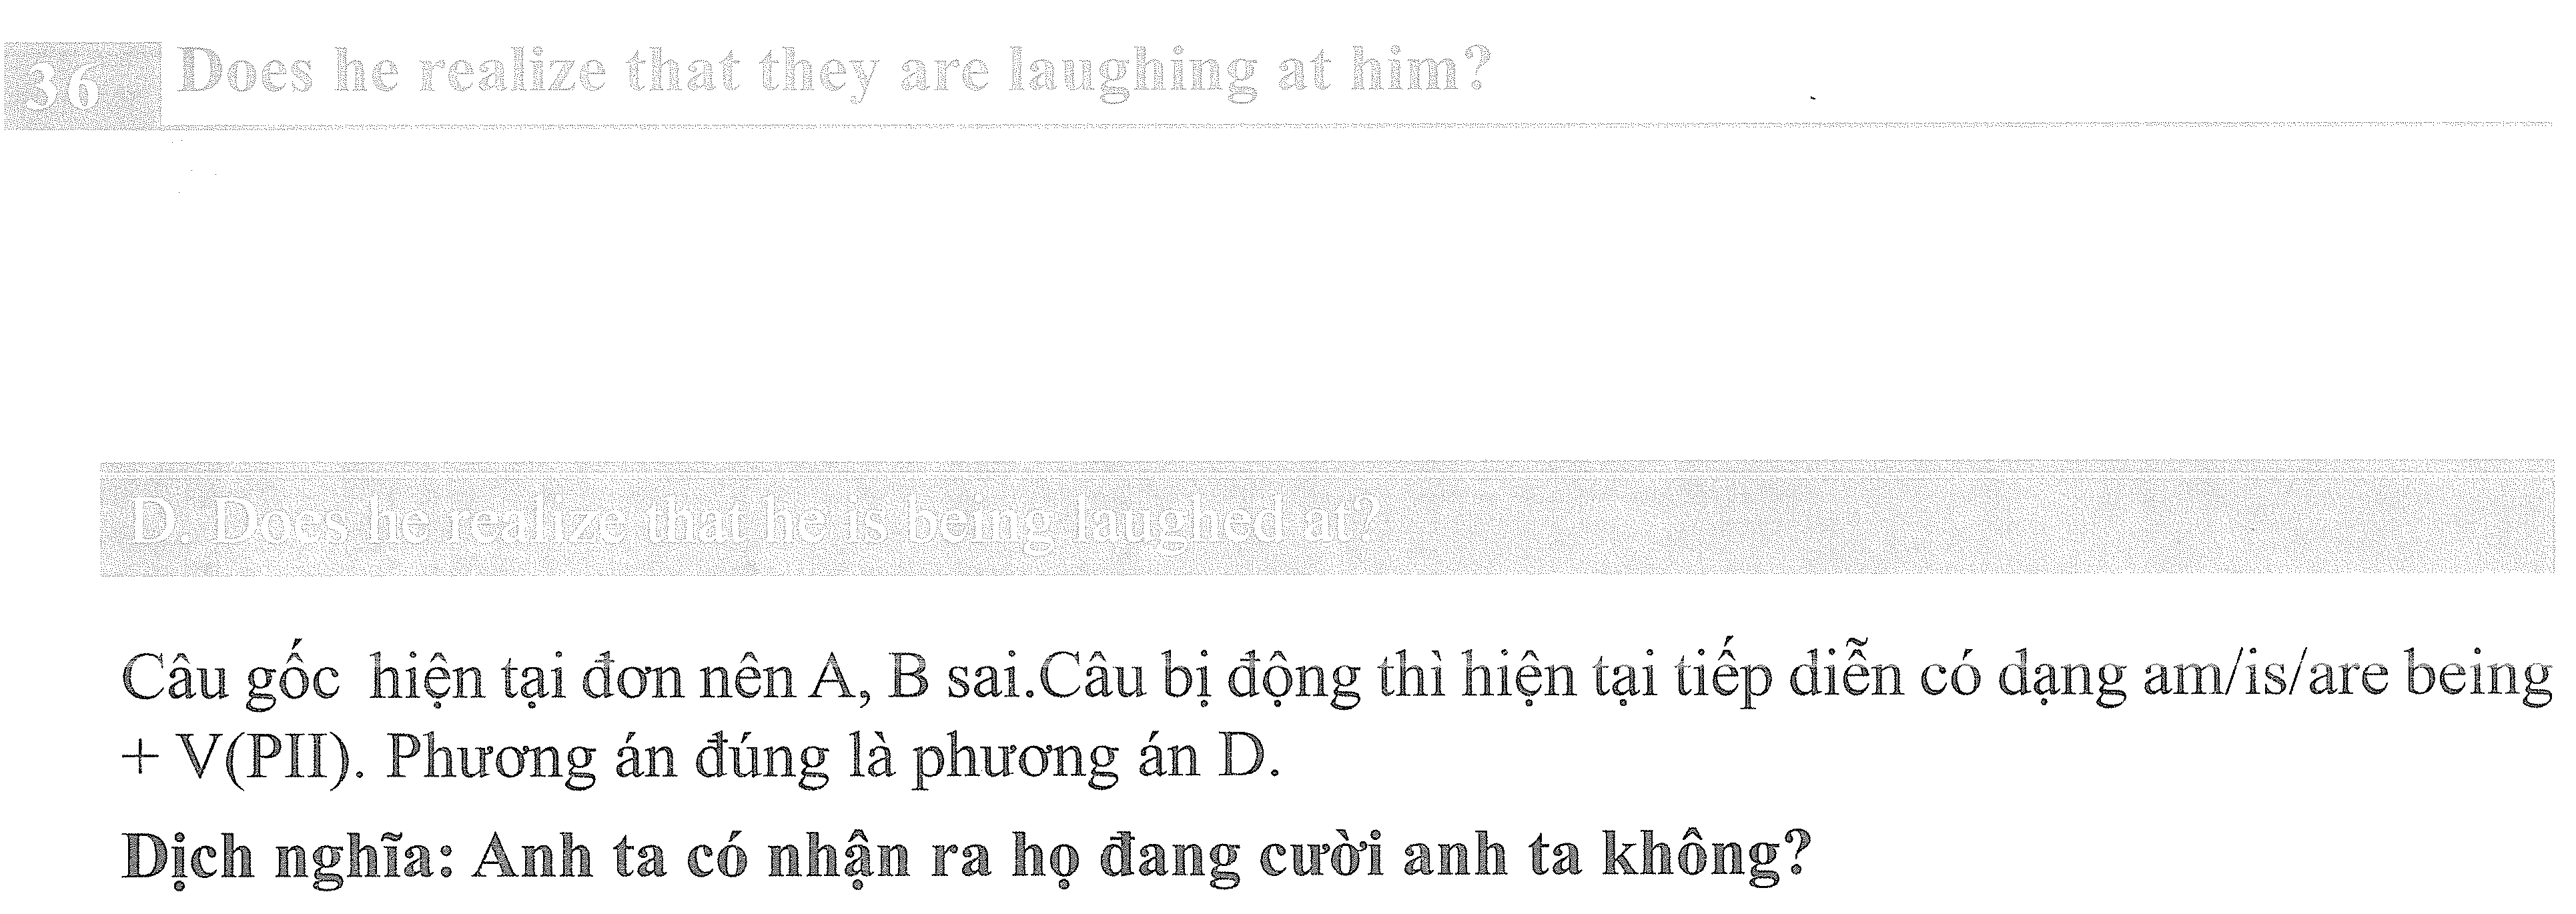 36 Does he realize that they are laughing at him?
D. Does he realize that he is being laughed at?
Câu gốc hiện tại đơn nên A, B sai.Câu bị động thì hiện tại tiếp diễn có dạng am/is/are being
+ V(PII). Phương án đúng là phương án D.
Dịch nghĩa: Anh ta có nhận ra họ đang cười anh ta không?